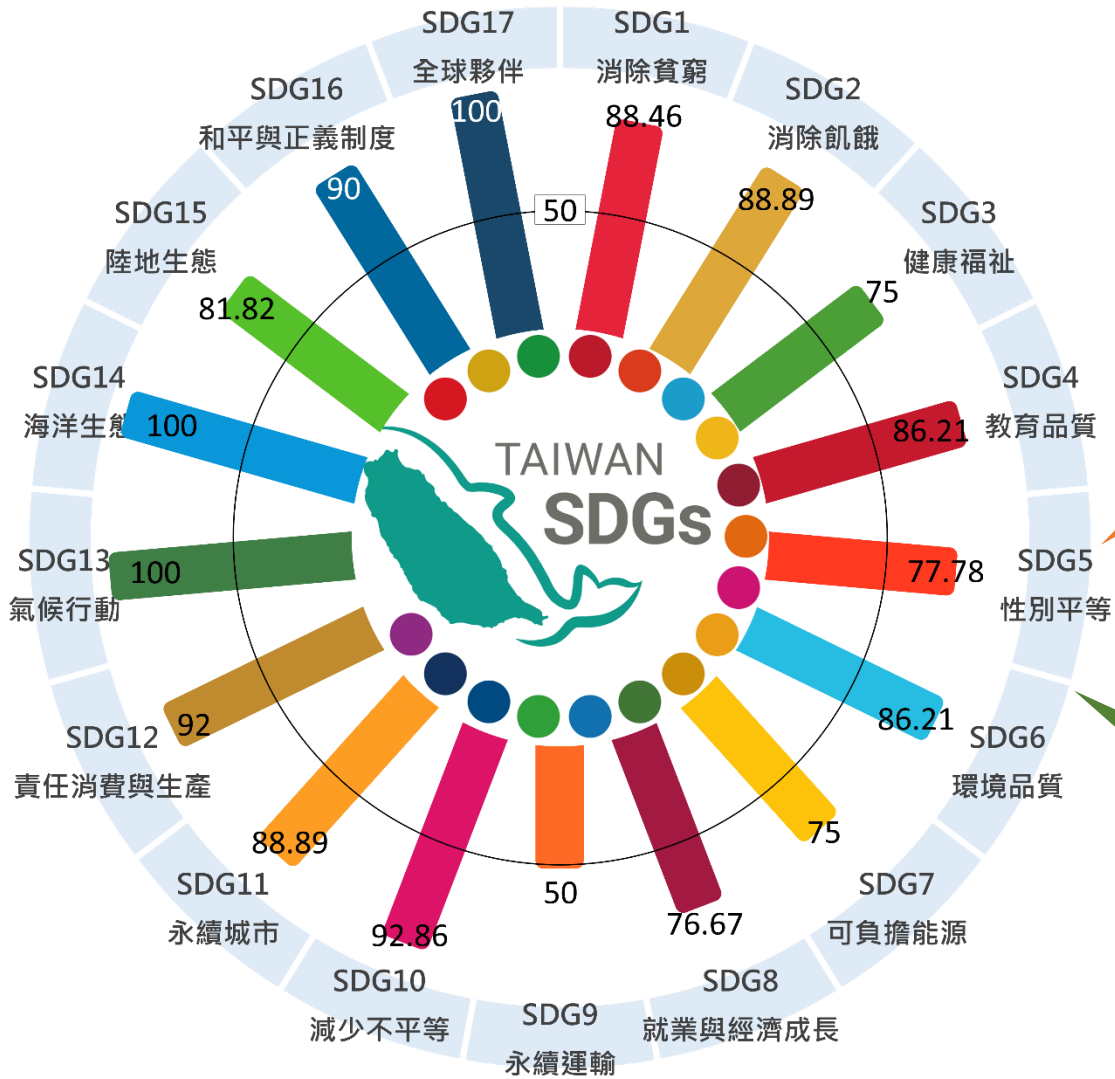 SDG17
全球夥伴
100
SDG1
消除貧窮
88.46
SDG2
消除飢餓
88.89
SDG3
健康福祉
75
SDG4
教育品質
86.21
SDG5
性別平等
77.78
SDG6
環境品質
86.21
SDG7
可負擔能源
75
SDG8
就業與經濟成長
76.67
SDG9
永續運輸
50
SDG10
減少不平等
92.86
SDG11
永續城市
88.89
SDG12
責任消費與生產
92
SDG13
氣候行動
100
SDG14
海洋生態
100
SDG15
陸地生態
81.82
SDG16
和平與正義制度
90
50
TAIWAN
SDGs